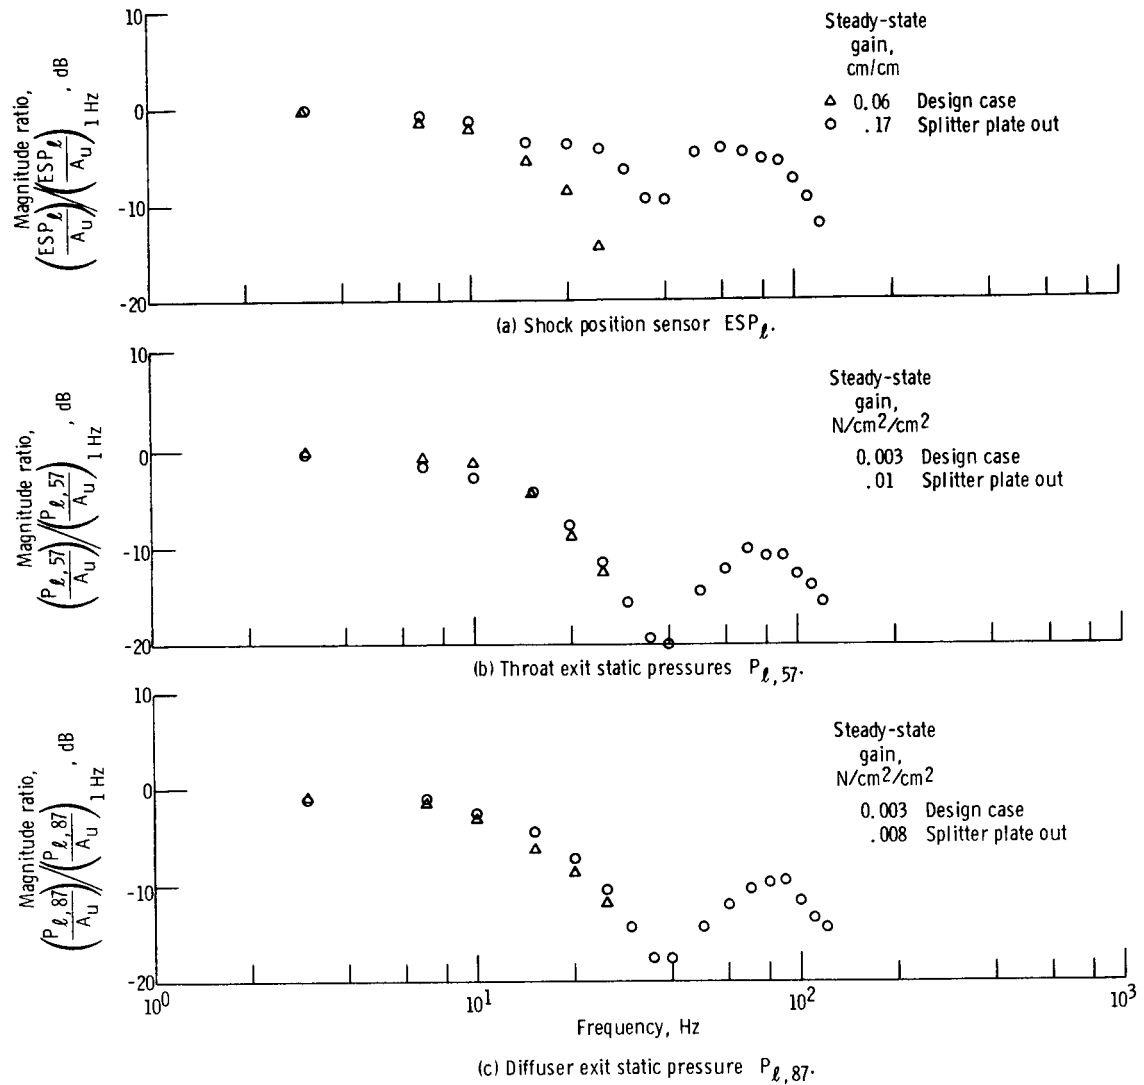 10
0
-10
-20
Magnitude ratio,
(ESPℓ/Au)/(ESPℓ/Au)1 Hz, dB
Steady-state
gain,
cm/cm
△ 0.06 Design case
○ .17 Splitter plate out
(a) Shock position sensor ESPℓ.
10
0
-10
-20
Magnitude ratio,
(Pℓ,57/Au)/(Pℓ,57/Au)1 Hz, dB
Steady-state
gain,
N/cm2/cm2
0.003 Design case
.01 Splitter plate out
(b) Throat exit static pressures Pℓ,57.
10
0
-10
-20
Magnitude ratio,
(Pℓ,87/Au)/(Pℓ,87/Au)1 Hz, dB
Steady-state
gain,
N/cm2/cm2
0.003 Design case
.008 Splitter plate out
10⁰ 10¹ 10² 10³
Frequency, Hz
(c) Diffuser exit static pressure Pℓ,87.